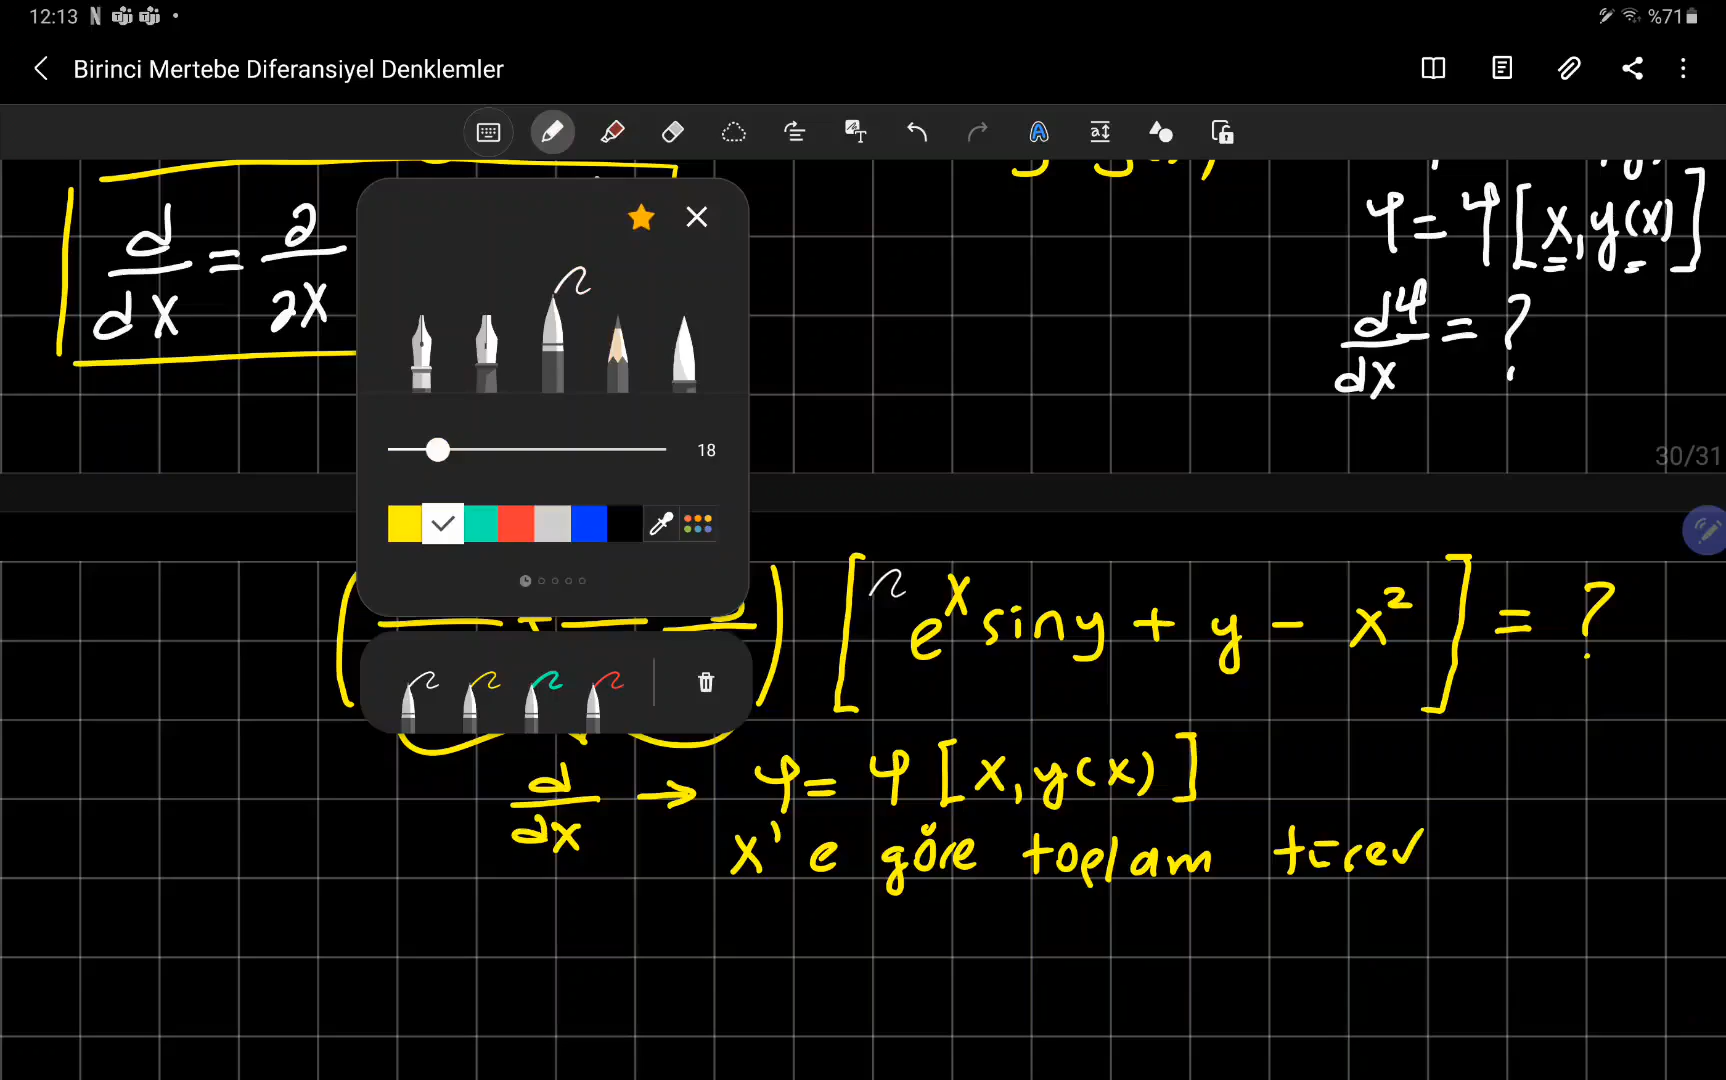 12:13 N %71
Birinci Mertebe Diferansiyel Denklemler
d/dx = ∂/∂x
φ = φ[x, y(x)]
dφ/dx = ?
18
30/31
[e^x siny + y - x²] = ?
d/dx → φ = φ[x, y(x)]
x'e göre toplam türev